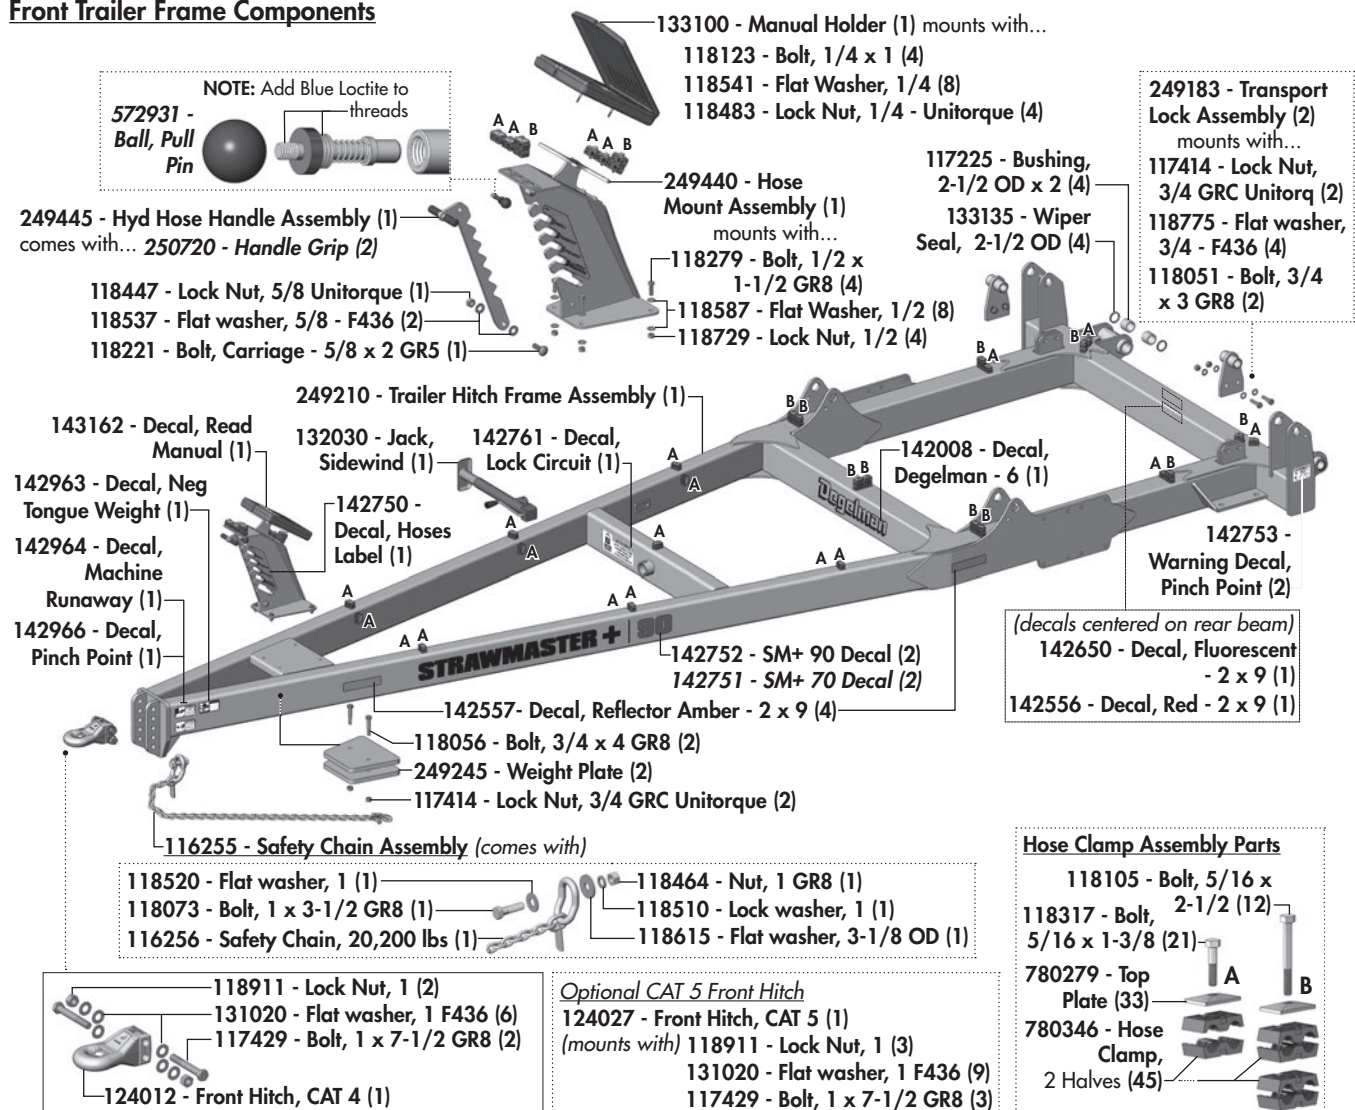 Front Trailer Frame Components
133100 - Manual Holder (1) mounts with...
118123 - Bolt, 1/4 x 1 (4)
118541 - Flat Washer, 1/4 (8)
118483 - Lock Nut, 1/4 - Unitorque (4)
NOTE: Add Blue Loctite to
threads
572931 -
Ball, Pull
Pin
A A B
A A B
249183 - Transport
Lock Assembly (2)
mounts with...
117414 - Lock Nut,
3/4 GRC Unitorq (2)
118775 - Flat washer,
3/4 - F436 (4)
118051 - Bolt, 3/4
x 3 GR8 (2)
117225 - Bushing,
2-1/2 OD x 2 (4)
133135 - Wiper
Seal, 2-1/2 OD (4)
249440 - Hose
Mount Assembly (1)
mounts with...
118279 - Bolt, 1/2 x
1-1/2 GR8 (4)
118587 - Flat Washer, 1/2 (8)
118729 - Lock Nut, 1/2 (4)
249445 - Hyd Hose Handle Assembly (1)
comes with... 250720 - Handle Grip (2)
118447 - Lock Nut, 5/8 Unitorque (1)
118537 - Flat washer, 5/8 - F436 (2)
118221 - Bolt, Carriage - 5/8 x 2 GR5 (1)
B A
B A
249210 - Trailer Hitch Frame Assembly (1)
B B
143162 - Decal, Read
Manual (1)
132030 - Jack,
Sidewind (1)
142761 - Decal,
Lock Circuit (1)
142008 - Decal,
Degelman - 6 (1)
B A
A
A
B B
A B
Degelman
142963 - Decal, Neg
Tongue Weight (1)
142750 -
Decal, Hoses
Label (1)
B B
A
A
A
142964 - Decal,
Machine
Runaway (1)
142753 -
Warning Decal,
Pinch Point (2)
A A
A
A
A A
142966 - Decal,
Pinch Point (1)
(decals centered on rear beam)
142650 - Decal, Fluorescent
- 2 x 9 (1)
142556 - Decal, Red - 2 x 9 (1)
A A
STRAWMASTER + 90
142752 - SM+ 90 Decal (2)
142751 - SM+ 70 Decal (2)
142557- Decal, Reflector Amber - 2 x 9 (4)
118056 - Bolt, 3/4 x 4 GR8 (2)
249245 - Weight Plate (2)
117414 - Lock Nut, 3/4 GRC Unitorque (2)
116255 - Safety Chain Assembly (comes with)
118520 - Flat washer, 1 (1)
118073 - Bolt, 1 x 3-1/2 GR8 (1)
116256 - Safety Chain, 20,200 lbs (1)
118464 - Nut, 1 GR8 (1)
118510 - Lock washer, 1 (1)
118615 - Flat washer, 3-1/8 OD (1)
Hose Clamp Assembly Parts
118105 - Bolt, 5/16 x
2-1/2 (12)
118317 - Bolt,
5/16 x 1-3/8 (21)
A
B
780279 - Top
Plate (33)
780346 - Hose
Clamp,
2 Halves (45)
118911 - Lock Nut, 1 (2)
131020 - Flat washer, 1 F436 (6)
117429 - Bolt, 1 x 7-1/2 GR8 (2)
124012 - Front Hitch, CAT 4 (1)
Optional CAT 5 Front Hitch
124027 - Front Hitch, CAT 5 (1)
(mounts with) 118911 - Lock Nut, 1 (3)
131020 - Flat washer, 1 F436 (9)
117429 - Bolt, 1 x 7-1/2 GR8 (3)